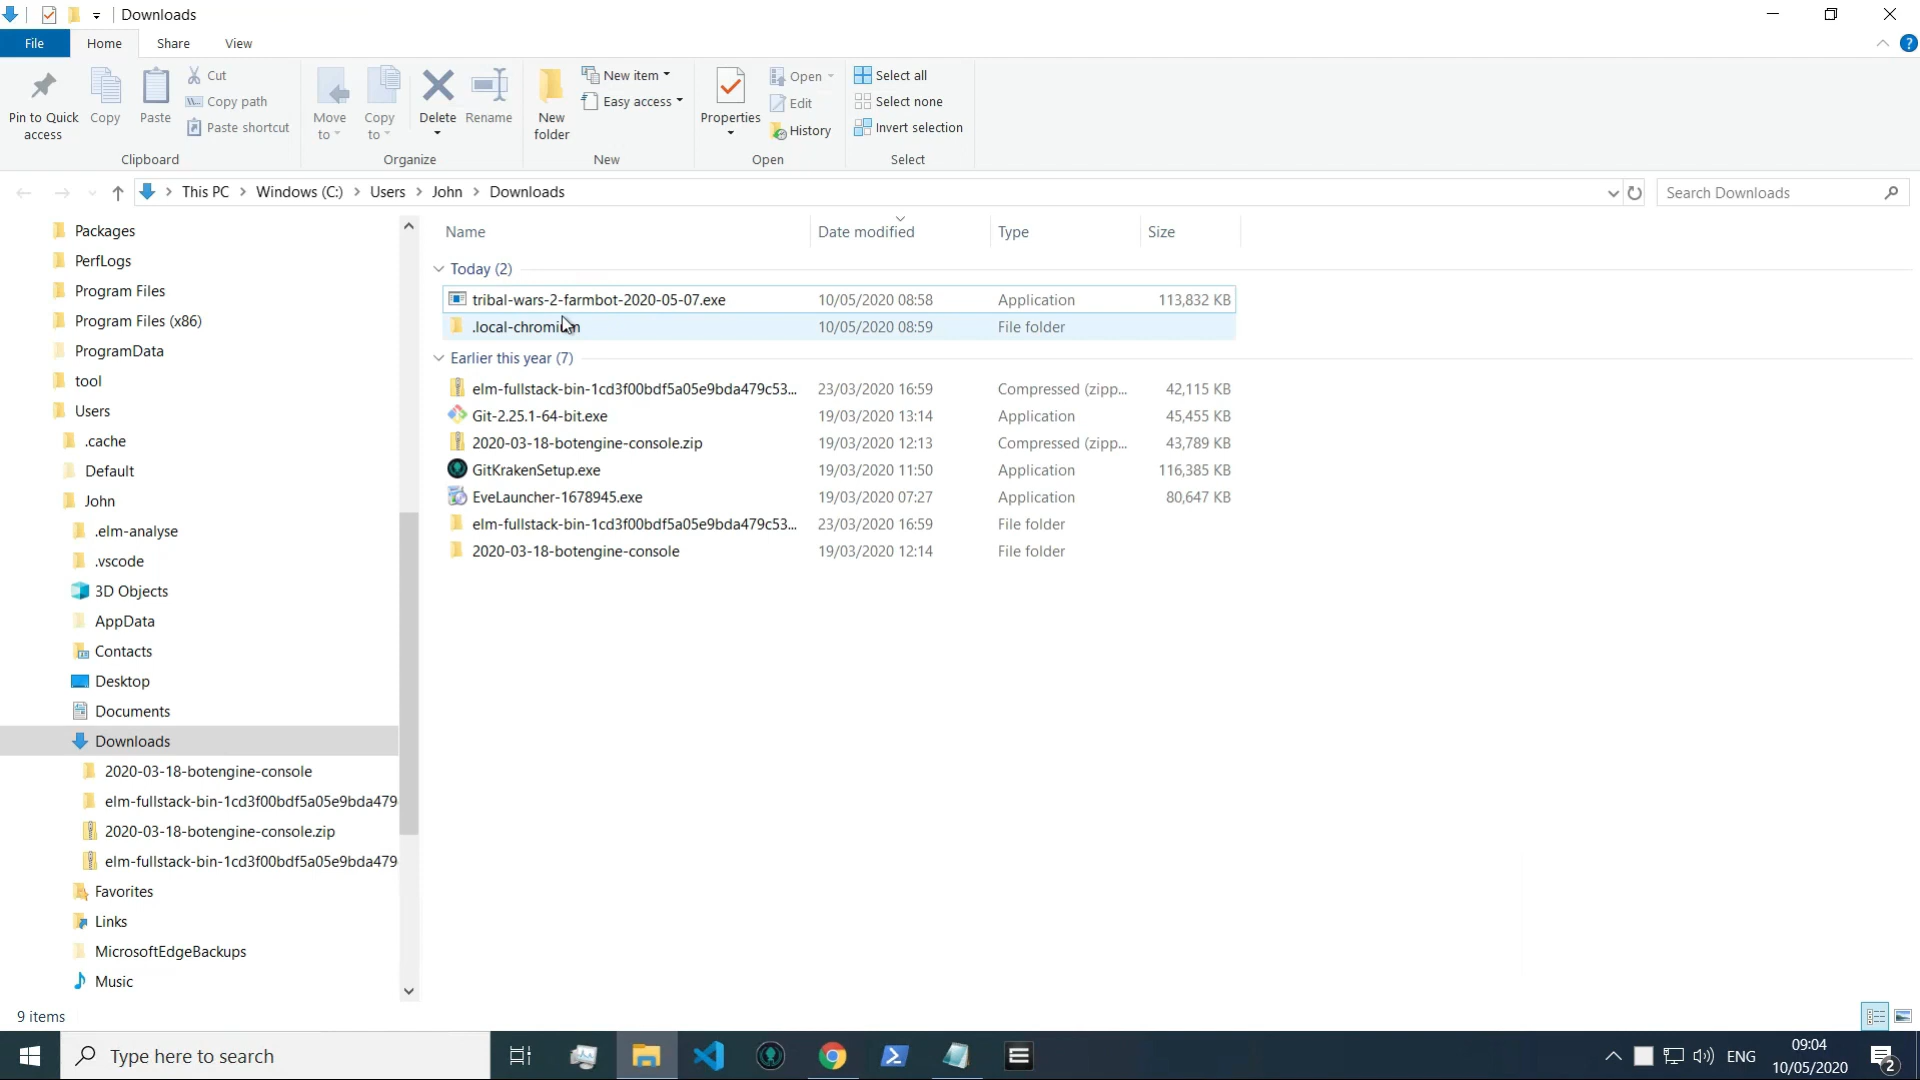 Downloads
File Home Share View
Pin to Quick access
Copy
Paste
Cut
Copy path
Paste shortcut
Clipboard
Move to
Copy to
Delete
Rename
Organize
New folder
New item
Easy access
New
Properties
Open
Edit
History
Open
Select all
Select none
Invert selection
Select
This PC > Windows (C:) > Users > John > Downloads
Search Downloads
Packages
PerfLogs
Program Files
Program Files (x86)
ProgramData
tool
Users
.cache
Default
John
.elm-analyse
.vscode
3D Objects
AppData
Contacts
Desktop
Documents
Downloads
2020-03-18-botengine-console
elm-fullstack-bin-1cd3f00bdf5a05e9bda479
2020-03-18-botengine-console.zip
elm-fullstack-bin-1cd3f00bdf5a05e9bda479
Favorites
Links
MicrosoftEdgeBackups
Music
Name Date modified Type Size
Today (2)
tribal-wars-2-farmbot-2020-05-07.exe 10/05/2020 08:58 Application 113,832 KB
.local-chromium 10/05/2020 08:59 File folder
Earlier this year (7)
elm-fullstack-bin-1cd3f00bdf5a05e9bda479c53... 23/03/2020 16:59 Compressed (zipp... 42,115 KB
Git-2.25.1-64-bit.exe 19/03/2020 13:14 Application 45,455 KB
2020-03-18-botengine-console.zip 19/03/2020 12:13 Compressed (zipp... 43,789 KB
GitKrakenSetup.exe 19/03/2020 11:50 Application 116,385 KB
EveLauncher-1678945.exe 19/03/2020 07:27 Application 80,647 KB
elm-fullstack-bin-1cd3f00bdf5a05e9bda479c53... 23/03/2020 16:59 File folder
2020-03-18-botengine-console 19/03/2020 12:14 File folder
9 items
Type here to search
ENG
09:04
10/05/2020
2